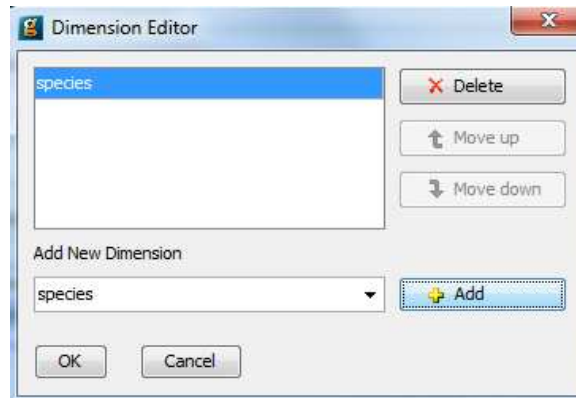 Dimension Editor
species
Delete
Move up
Move down
Add New Dimension
species
Add
OK
Cancel